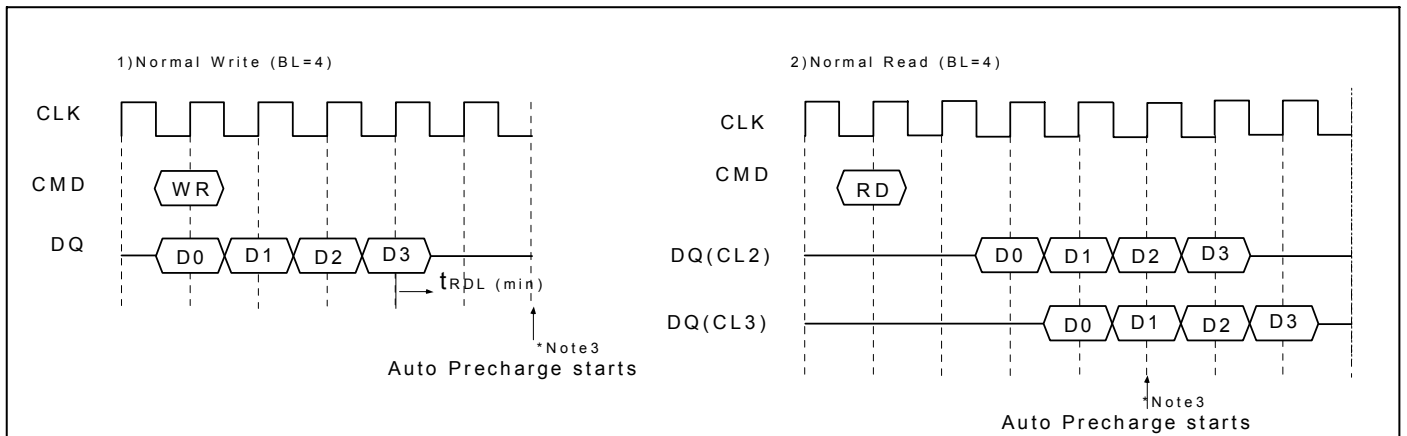 1)Normal Write (BL=4)
CLK
CMD
WR
DQ
D0 D1 D2 D3
tRDL (min)
*Note3
Auto Precharge starts
2)Normal Read (BL=4)
CLK
CMD
RD
DQ(CL2)
D0 D1 D2 D3
DQ(CL3)
D0 D1 D2 D3
*Note3
Auto Precharge starts